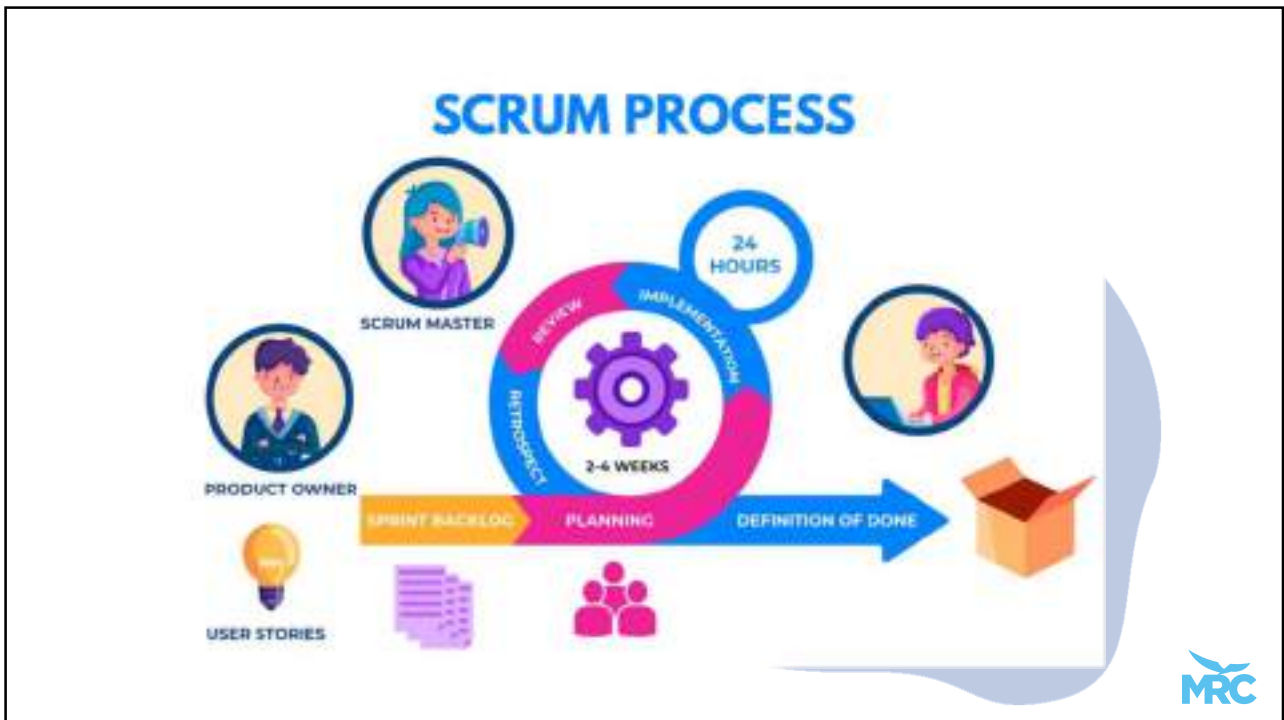 SCRUM PROCESS
24
HOURS
SCRUM MASTER
REVIEW
IMPLEMENTATION
RETROSPECT
2-4 WEEKS
PRODUCT OWNER
SPRINT BACKLOG
PLANNING
DEFINITION OF DONE
USER STORIES
MRC